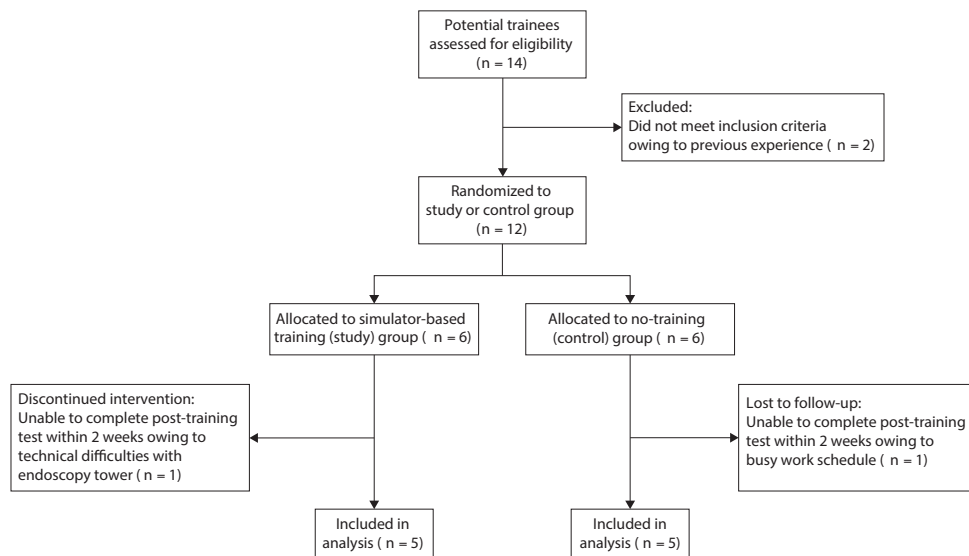 Potential trainees
assessed for eligibility
(n = 14)
Excluded:
Did not meet inclusion criteria
owing to previous experience ( n = 2)
Randomized to
study or control group
(n = 12)
Allocated to simulator-based
training (study) group ( n = 6)
Allocated to no-training
(control) group ( n = 6)
Discontinued intervention:
Unable to complete post-training
test within 2 weeks owing to
technical difficulties with
endoscopy tower ( n = 1)
Lost to follow-up:
Unable to complete post-training
test within 2 weeks owing to
busy work schedule ( n = 1)
Included in
analysis ( n = 5)
Included in
analysis ( n = 5)